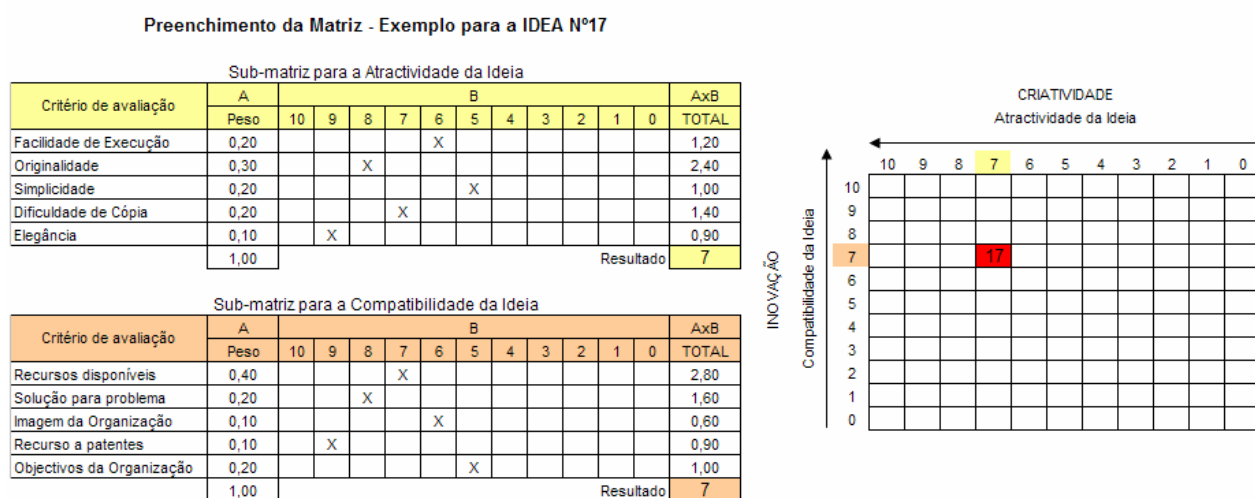 Preenchimento da Matriz - Exemplo para a IDEA Nº17
Sub-matriz para a Atractividade da Ideia
Critério de avaliação A B AxB
Peso 10 9 8 7 6 5 4 3 2 1 0 TOTAL
Facilidade de Execução 0,20 X 1,20
Originalidade 0,30 X 2,40
Simplicidade 0,20 X 1,00
Dificuldade de Cópia 0,20 X 1,40
Elegância 0,10 X 0,90
1,00 Resultado 7
Sub-matriz para a Compatibilidade da Ideia
Critério de avaliação A B AxB
Peso 10 9 8 7 6 5 4 3 2 1 0 TOTAL
Recursos disponíveis 0,40 X 2,80
Solução para problema 0,20 X 1,60
Imagem da Organização 0,10 X 0,60
Recurso a patentes 0,10 X 0,90
Objectivos da Organização 0,20 X 1,00
1,00 Resultado 7
CRIATIVIDADE
Atractividade da Ideia
10 9 8 7 6 5 4 3 2 1 0
INOVAÇÃO
Compatibilidade da Ideia
10
9
8
7 17
6
5
4
3
2
1
0